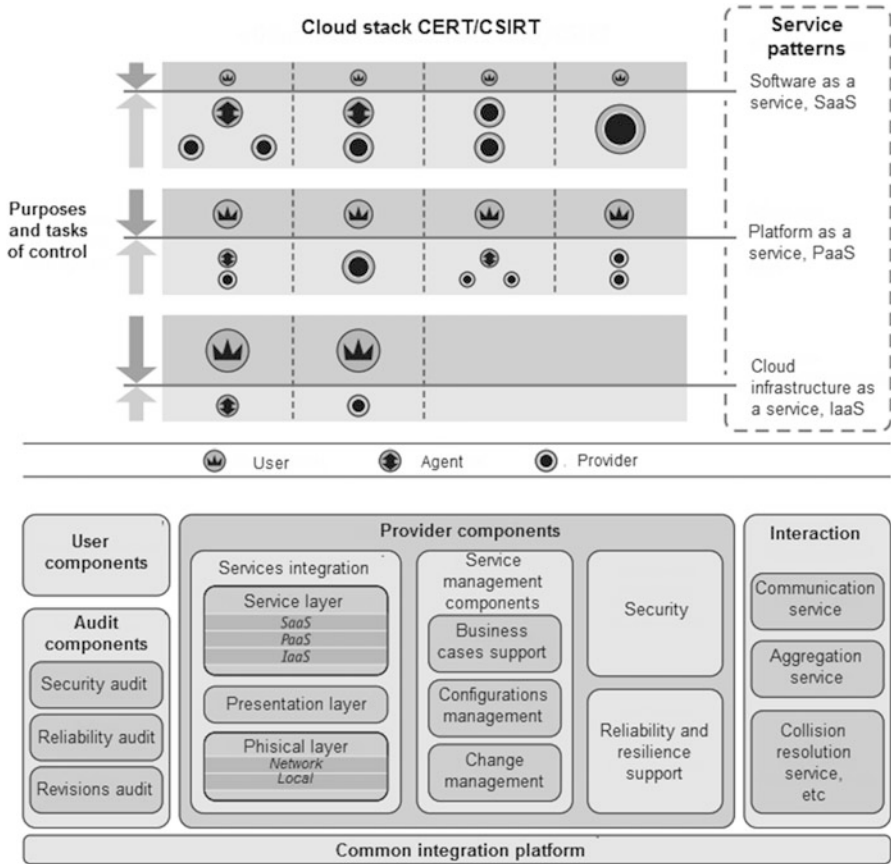 Cloud stack CERT/CSIRT
Service
patterns
Software as a
service, SaaS
Purposes
and tasks
of control
Platform as a
service, PaaS
Cloud
infrastructure as
a service, IaaS
User
Agent
. Provider
User
components
Audit
components
Security audit
Reliability audit
Revisions audit
Provider components
Services integration
Service layer
SaaS
PaaS
IaaS
Presentation layer
Phisical layer
Network
Local
Service
management
components
Business
cases support
Configurations
management
Change
management
Security
Reliability and
resilience
support
Interaction
Communication
service
Aggregation
service
Collision
resolution
service,
etc
Common integration platform